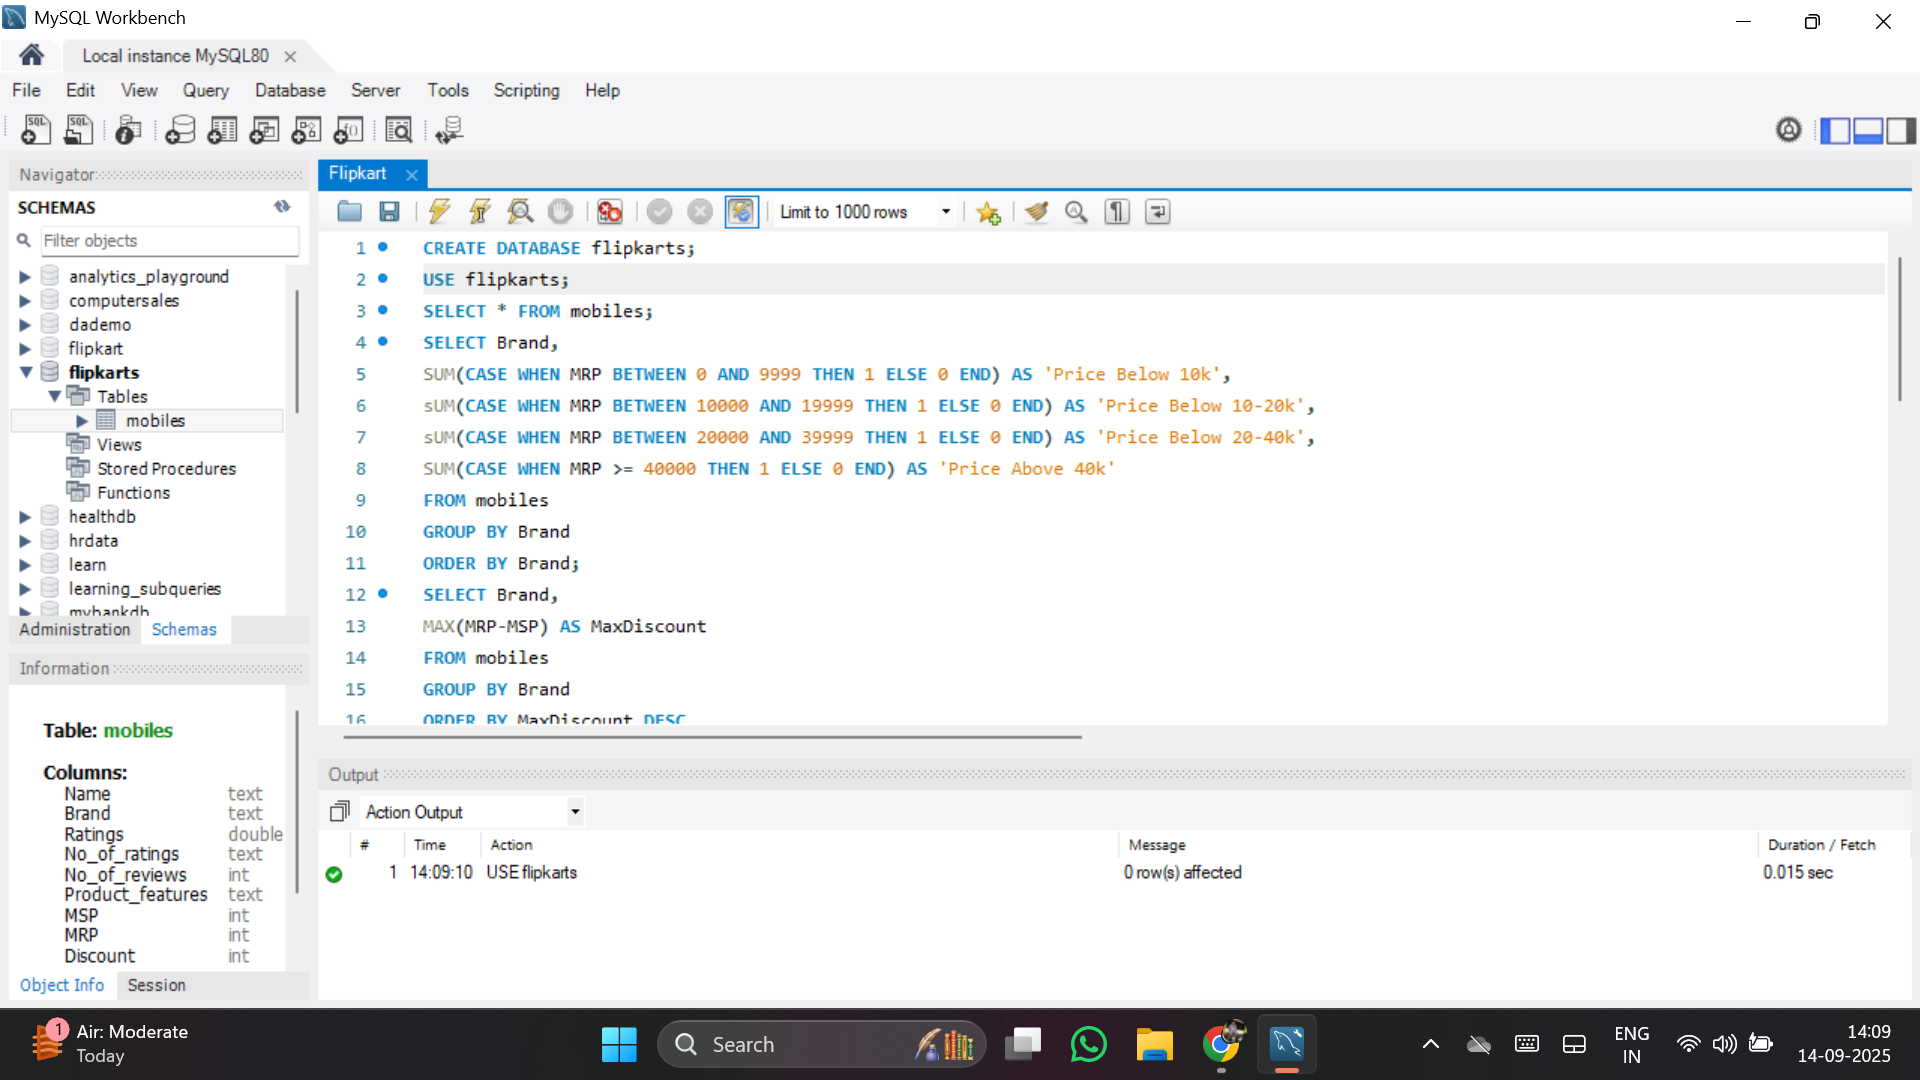 MySQL Workbench
Local instance MySQL80
File Edit View Query Database Server Tools Scripting Help
SQL SQL
Navigator
SCHEMAS
Filter objects
analytics_playground
computersales
dademo
flipkart
flipkarts
Tables
mobiles
Views
Stored Procedures
Functions
healthdb
hrdata
learn
learning_subqueries
mybankdb
Administration Schemas
Information
Table: mobiles
Columns:
Name text
Brand text
Ratings double
No_of_ratings text
No_of_reviews int
Product_features text
MSP int
MRP int
Discount int
Object Info Session
Flipkart
Limit to 1000 rows
1 CREATE DATABASE flipkarts;
2 USE flipkarts;
3 SELECT * FROM mobiles;
4 SELECT Brand,
5 SUM(CASE WHEN MRP BETWEEN 0 AND 9999 THEN 1 ELSE 0 END) AS 'Price Below 10k',
6 sUM(CASE WHEN MRP BETWEEN 10000 AND 19999 THEN 1 ELSE 0 END) AS 'Price Below 10-20k',
7 sUM(CASE WHEN MRP BETWEEN 20000 AND 39999 THEN 1 ELSE 0 END) AS 'Price Below 20-40k',
8 SUM(CASE WHEN MRP >= 40000 THEN 1 ELSE 0 END) AS 'Price Above 40k'
9 FROM mobiles
10 GROUP BY Brand
11 ORDER BY Brand;
12 SELECT Brand,
13 MAX(MRP-MSP) AS MaxDiscount
14 FROM mobiles
15 GROUP BY Brand
16 ORDER BY MaxDiscount DESC
Output
Action Output
# Time Action Message Duration / Fetch
1 14:09:10 USE flipkarts 0 row(s) affected 0.015 sec
1
Air: Moderate
Today
Search
ENG
IN
14:09
14-09-2025